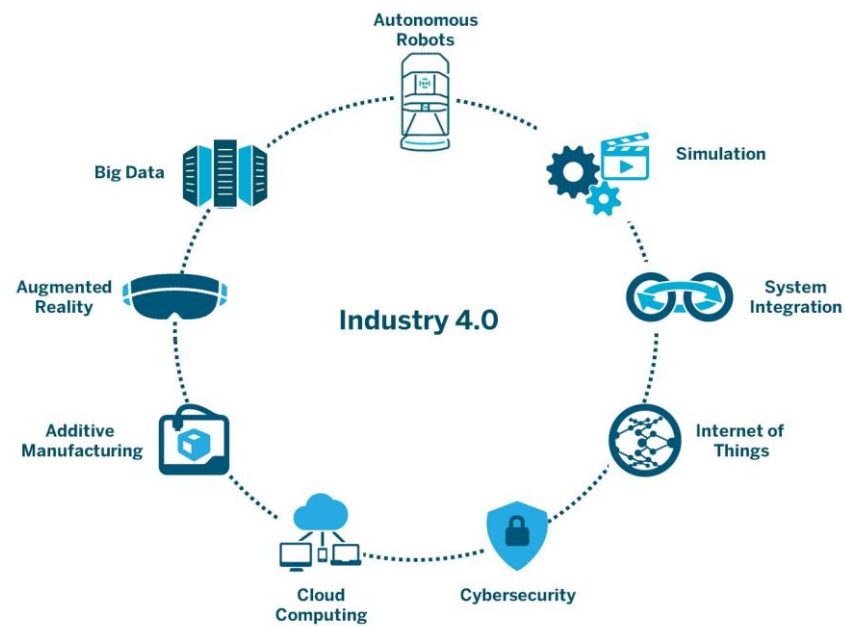 Autonomous
Robots
Simulation
System
Integration
Internet of
Things
Cybersecurity
Cloud
Computing
Additive
Manufacturing
Augmented
Reality
Big Data
Industry 4.0